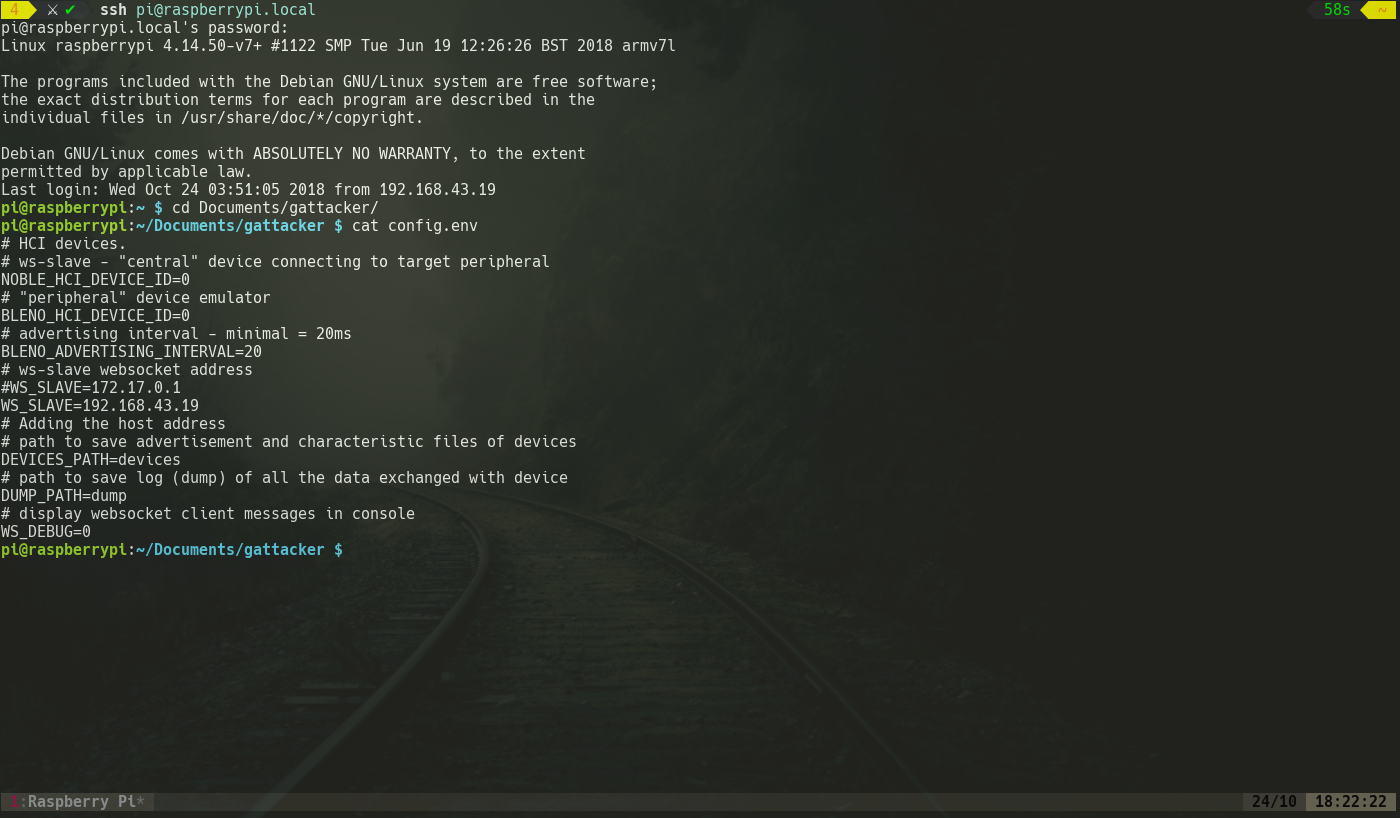 4 ⚔ ✔ ssh pi@raspberrypi.local 58s ~
pi@raspberrypi.local's password:
Linux raspberrypi 4.14.50-v7+ #1122 SMP Tue Jun 19 12:26:26 BST 2018 armv7l
The programs included with the Debian GNU/Linux system are free software;
the exact distribution terms for each program are described in the
individual files in /usr/share/doc/*/copyright.
Debian GNU/Linux comes with ABSOLUTELY NO WARRANTY, to the extent
permitted by applicable law.
Last login: Wed Oct 24 03:51:05 2018 from 192.168.43.19
pi@raspberrypi:~ $ cd Documents/gattacker/
pi@raspberrypi:~/Documents/gattacker $ cat config.env
# HCI devices.
# ws-slave - "central" device connecting to target peripheral
NOBLE_HCI_DEVICE_ID=0
# "peripheral" device emulator
BLENO_HCI_DEVICE_ID=0
# advertising interval - minimal = 20ms
BLENO_ADVERTISING_INTERVAL=20
# ws-slave websocket address
#WS_SLAVE=172.17.0.1
WS_SLAVE=192.168.43.19
# Adding the host address
# path to save advertisement and characteristic files of devices
DEVICES_PATH=devices
# path to save log (dump) of all the data exchanged with device
DUMP_PATH=dump
# display websocket client messages in console
WS_DEBUG=0
pi@raspberrypi:~/Documents/gattacker $
1:Raspberry Pi* 24/10 18:22:22